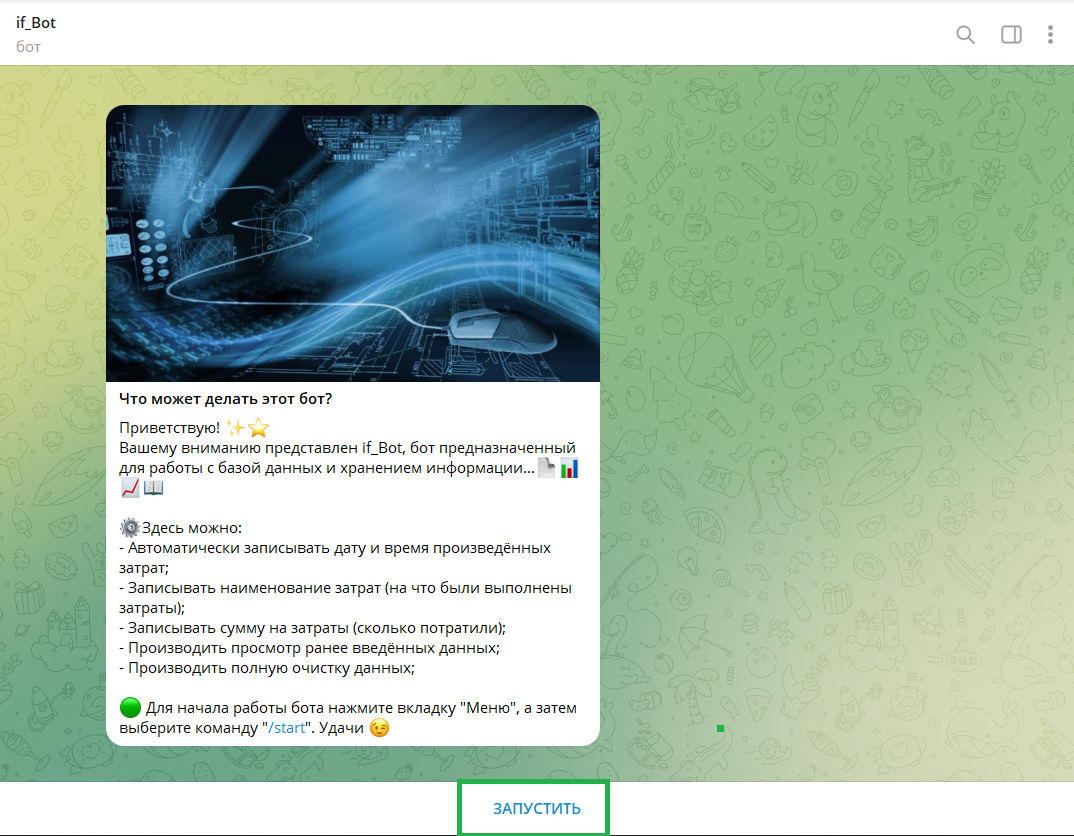 if_Bot
бот
Что может делать этот бот?
Приветствую! ✨⭐
Вашему вниманию представлен if_Bot, бот предназначенный
для работы с базой данных и хранением информации...📄📊
📈📖
⚙️Здесь можно:
- Автоматически записывать дату и время произведённых
затрат;
- Записывать наименование затрат (на что были выполнены
затраты);
- Записывать сумму на затраты (сколько потратили);
- Производить просмотр ранее введённых данных;
- Производить полную очистку данных;
🟢 Для начала работы бота нажмите вкладку "Меню", а затем
выберите команду "/start". Удачи 😉
ЗАПУСТИТЬ